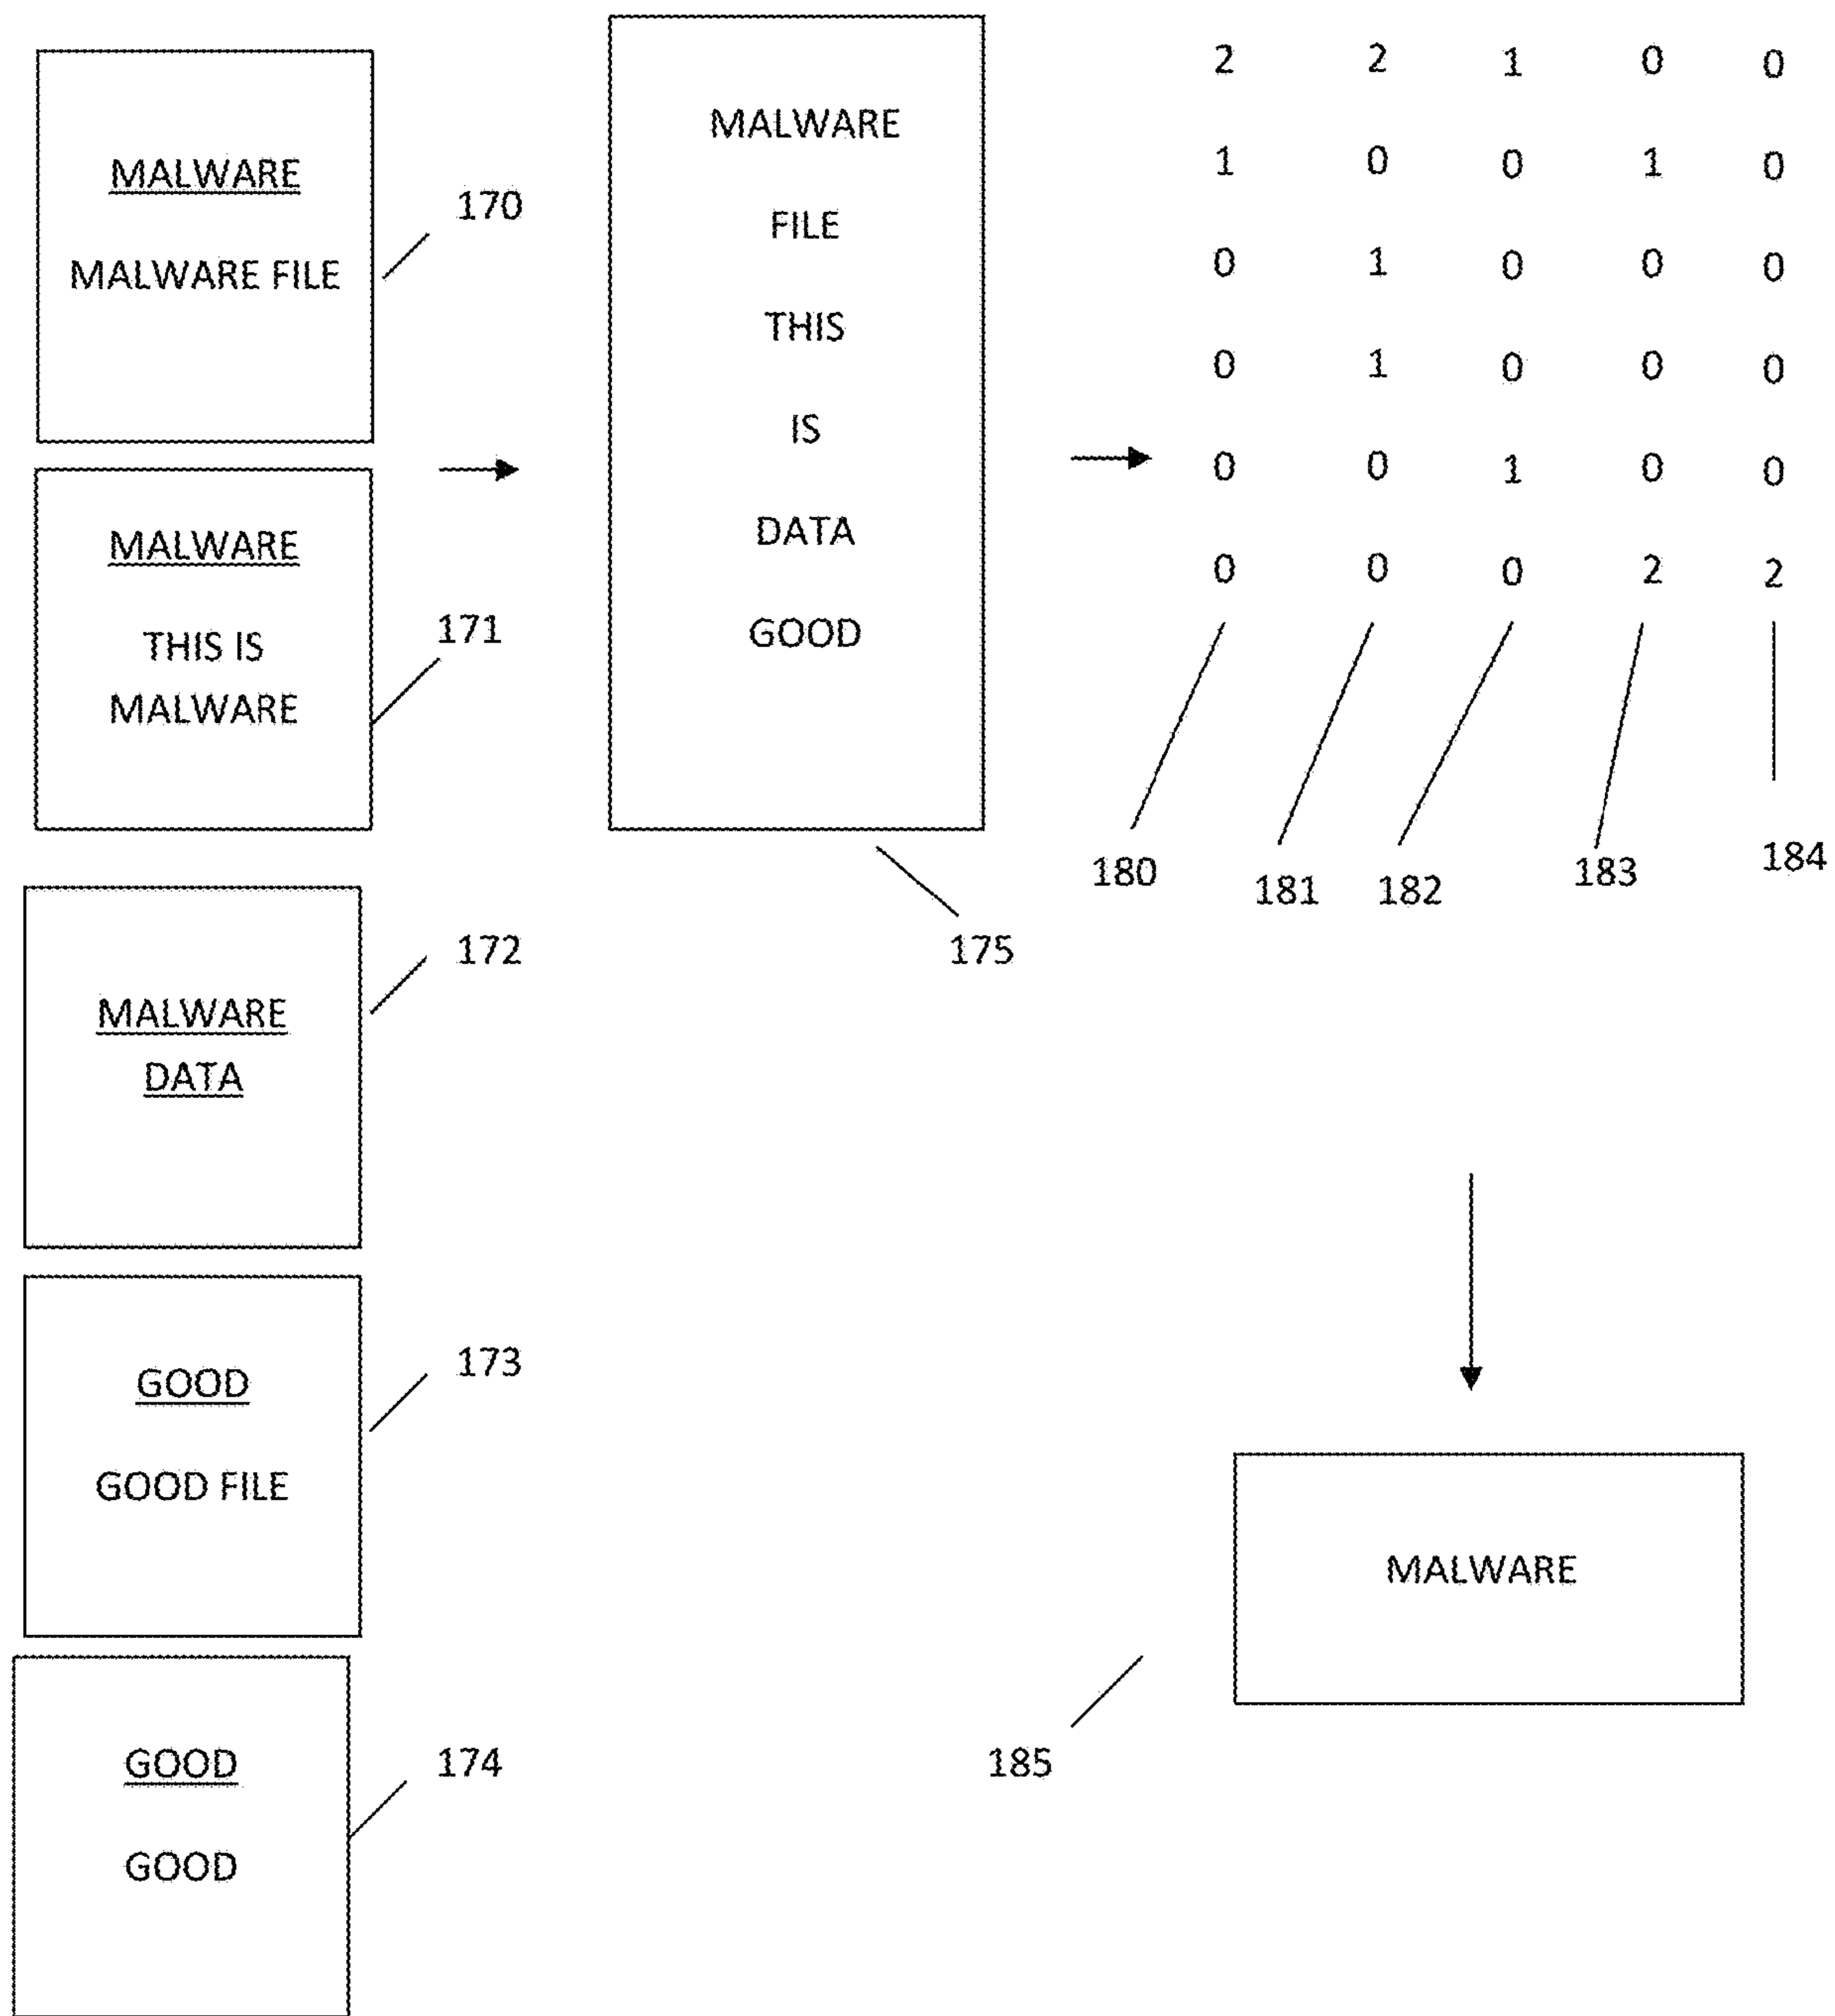 MALWARE
MALWARE FILE
170
MALWARE
THIS IS
MALWARE
171
MALWARE
DATA
172
GOOD
GOOD FILE
173
GOOD
GOOD
174
MALWARE
FILE
THIS
IS
DATA
GOOD
175
2 2 1 0 0
1 0 0 1 0
0 1 0 0 0
0 1 0 0 0
0 0 1 0 0
0 0 0 2 2
180 181 182 183 184
MALWARE
185